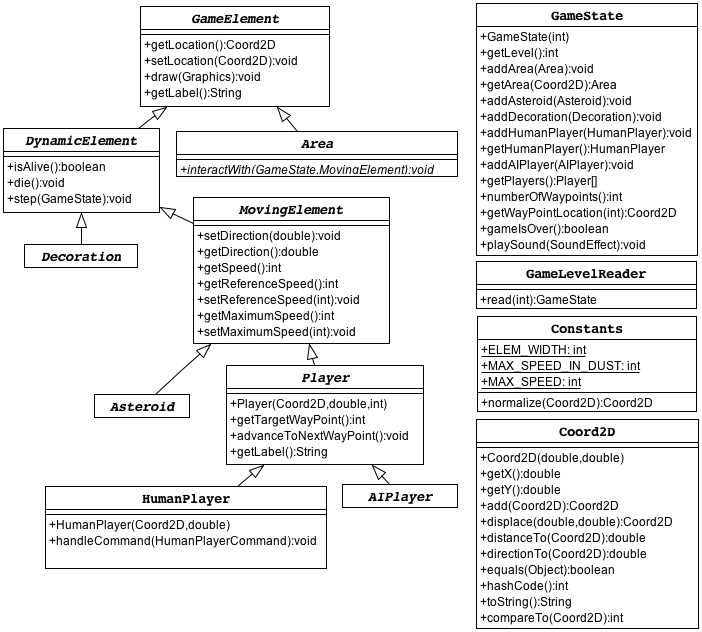 GameElement
+getLocation():Coord2D
+setLocation(Coord2D):void
+draw(Graphics):void
+getLabel():String
DynamicElement
+isAlive():boolean
+die():void
+step(GameState):void
Area
+interactWith(GameState,MovingElement):void
Decoration
MovingElement
+setDirection(double):void
+getDirection():double
+getSpeed():int
+getReferenceSpeed():int
+setReferenceSpeed(int):void
+getMaximumSpeed():int
+setMaximumSpeed(int):void
Asteroid
Player
+Player(Coord2D,double,int)
+getTargetWayPoint():int
+advanceToNextWayPoint():void
+getLabel():String
HumanPlayer
+HumanPlayer(Coord2D,double)
+handleCommand(HumanPlayerCommand):void
AIPlayer
GameState
+GameState(int)
+getLevel():int
+addArea(Area):void
+getArea(Coord2D):Area
+addAsteroid(Asteroid):void
+addDecoration(Decoration):void
+addHumanPlayer(HumanPlayer):void
+getHumanPlayer():HumanPlayer
+addAIPlayer(AIPlayer):void
+getPlayers():Player[]
+numberOfWaypoints():int
+getWayPointLocation(int):Coord2D
+gameIsOver():boolean
+playSound(SoundEffect):void
GameLevelReader
+read(int):GameState
Constants
+ELEM_WIDTH: int
+MAX_SPEED_IN_DUST: int
+MAX_SPEED: int
+normalize(Coord2D):Coord2D
Coord2D
+Coord2D(double,double)
+getX():double
+getY():double
+add(Coord2D):Coord2D
+displace(double,double):Coord2D
+distanceTo(Coord2D):double
+directionTo(Coord2D):double
+equals(Object):boolean
+hashCode():int
+toString():String
+compareTo(Coord2D):int